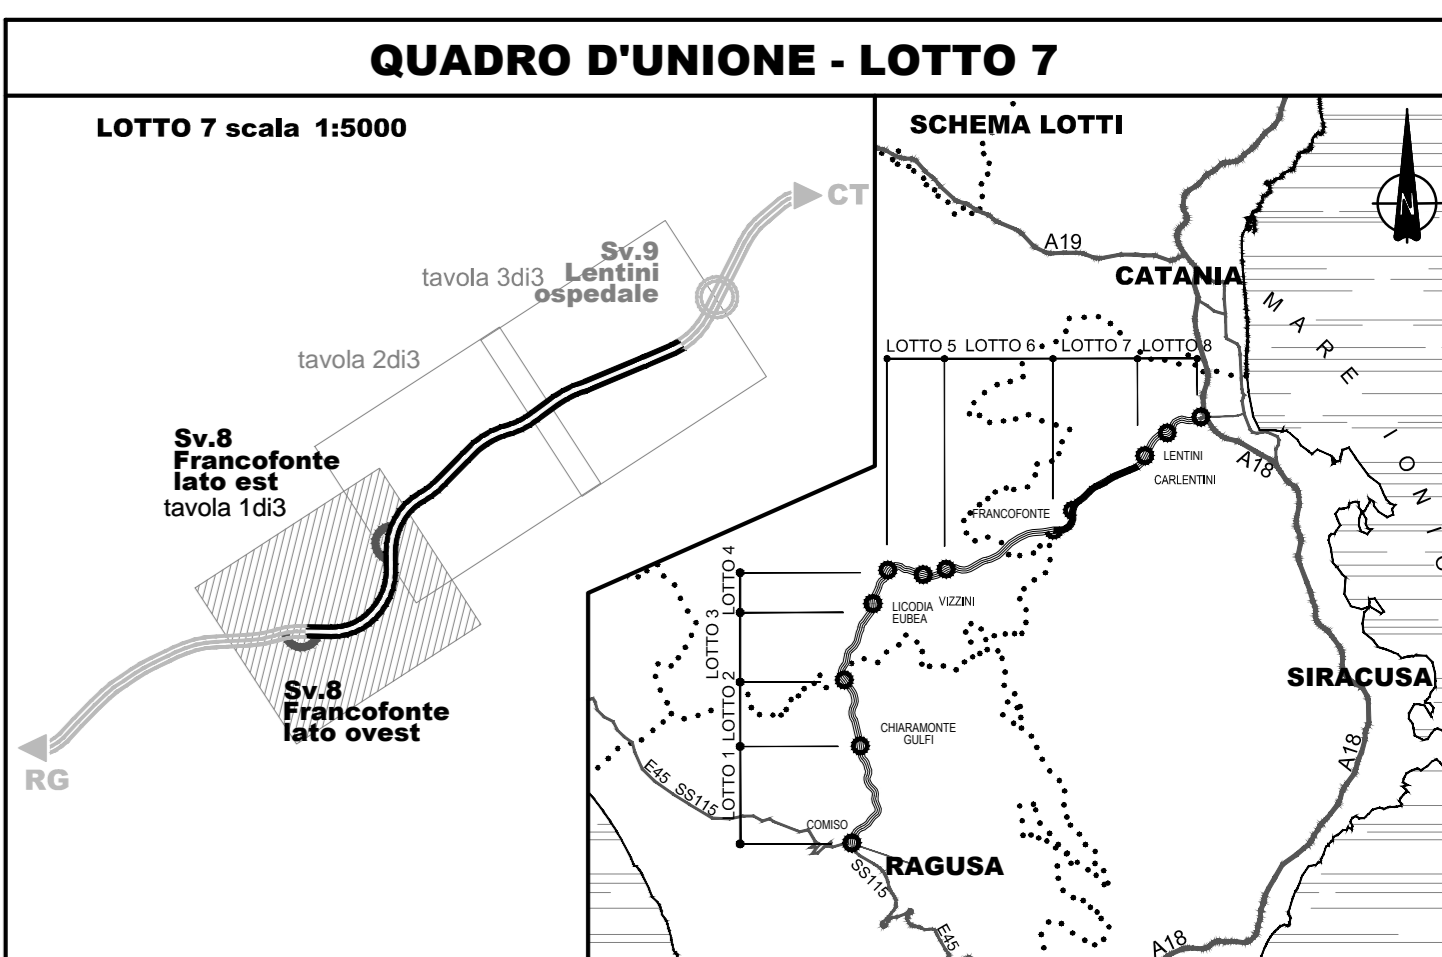 QUADRO D'UNIONE - LOTTO 7
LOTTO 7 scala 1:5000
CT
Sv.9
Lentini
ospedale
tavola 3di3
tavola 2di3
Sv.8
Francofonte
lato est
tavola 1di3
Sv.8
Francofonte
lato ovest
RG
SCHEMA LOTTI
N
A19
CATANIA
MARE IONIO
LOTTO 5
LOTTO 6
LOTTO 7
LOTTO 8
LENTINI
A18
CARLENTINI
FRANCOFONTE
LOTTO 4
LOTTO 3
LOTTO 2
LOTTO 1
VIZZINI
LICODIA
EUBEA
SIRACUSA
CHIARAMONTE
GULFI
A18
E45
SS115
COMISO
RAGUSA
SS115
E45
A18